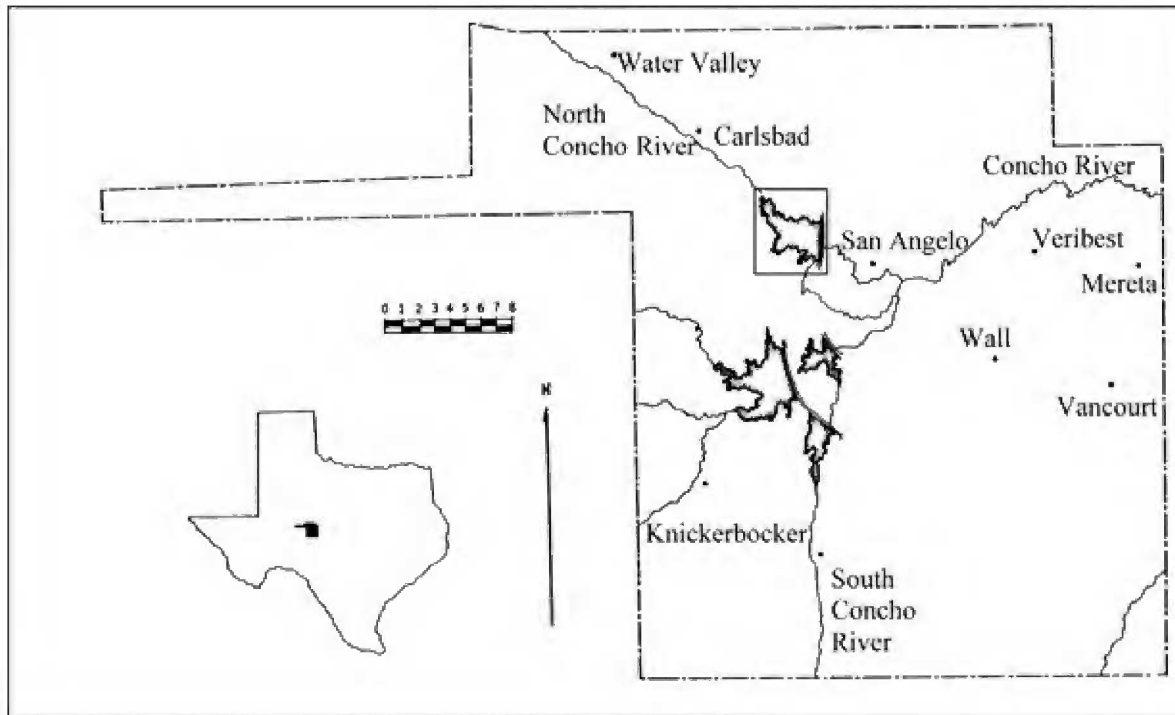 Water Valley
North
Concho River
Carlsbad
Concho River
San Angelo
Veribest
Mereta
0 1 2 3 4 5 6 7 8
Wall
N
Vancourt
Knickerbocker
South
Concho
River